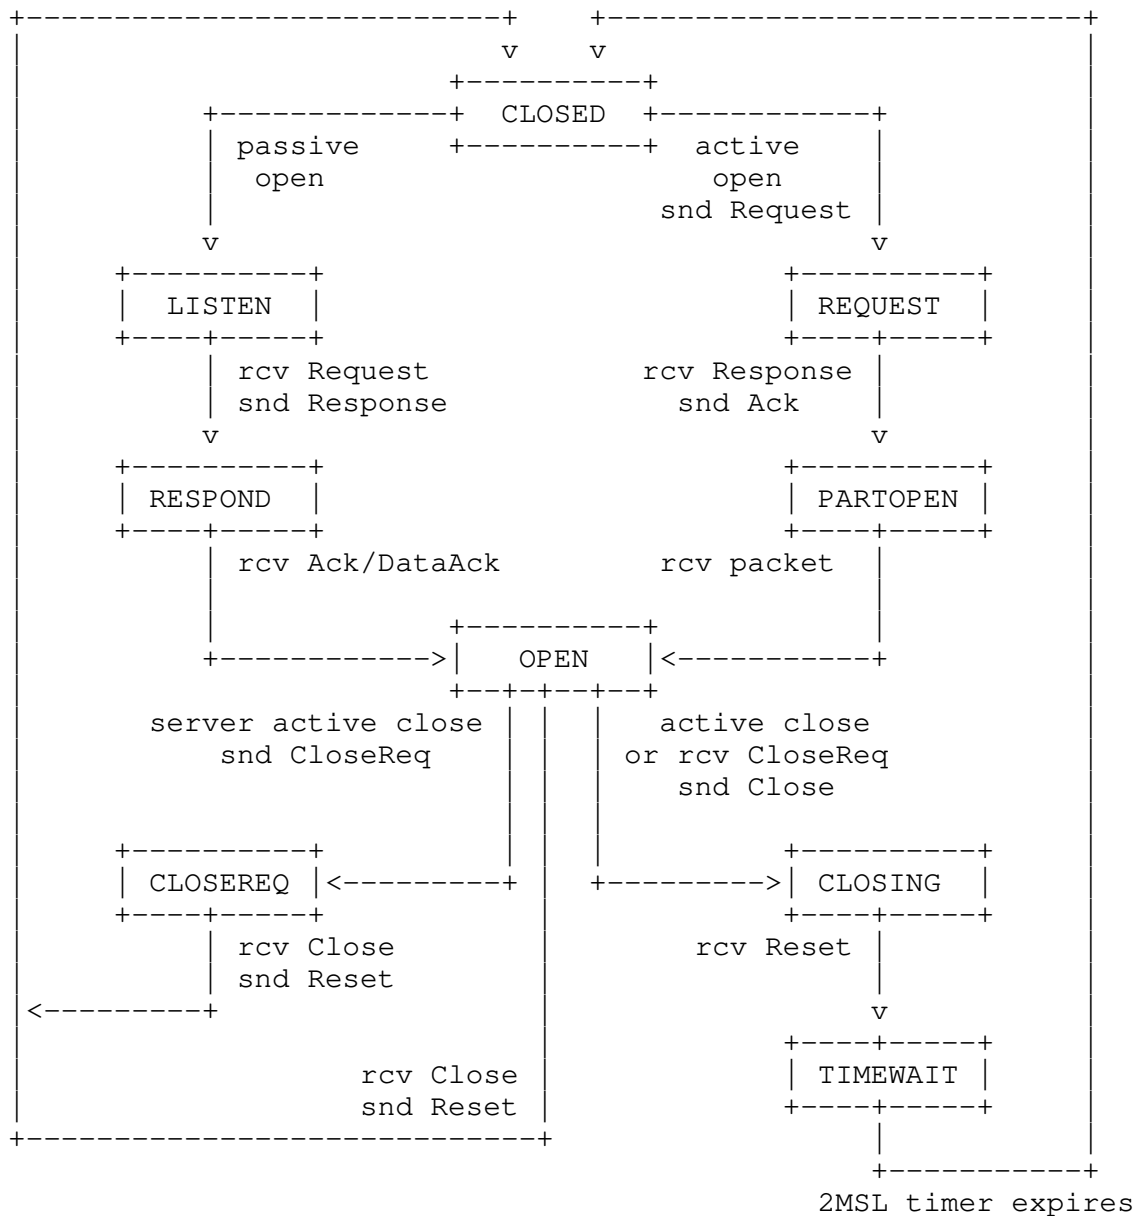 CLOSED
passive active
open open
snd Request
LISTEN REQUEST
rcv Request rcv Response
snd Response snd Ack
RESPOND PARTOPEN
rcv Ack/DataAck rcv packet
OPEN
server active close active close
snd CloseReq or rcv CloseReq
snd Close
CLOSEREQ CLOSING
rcv Close rcv Reset
snd Reset
rcv Close TIMEWAIT
snd Reset
2MSL timer expires